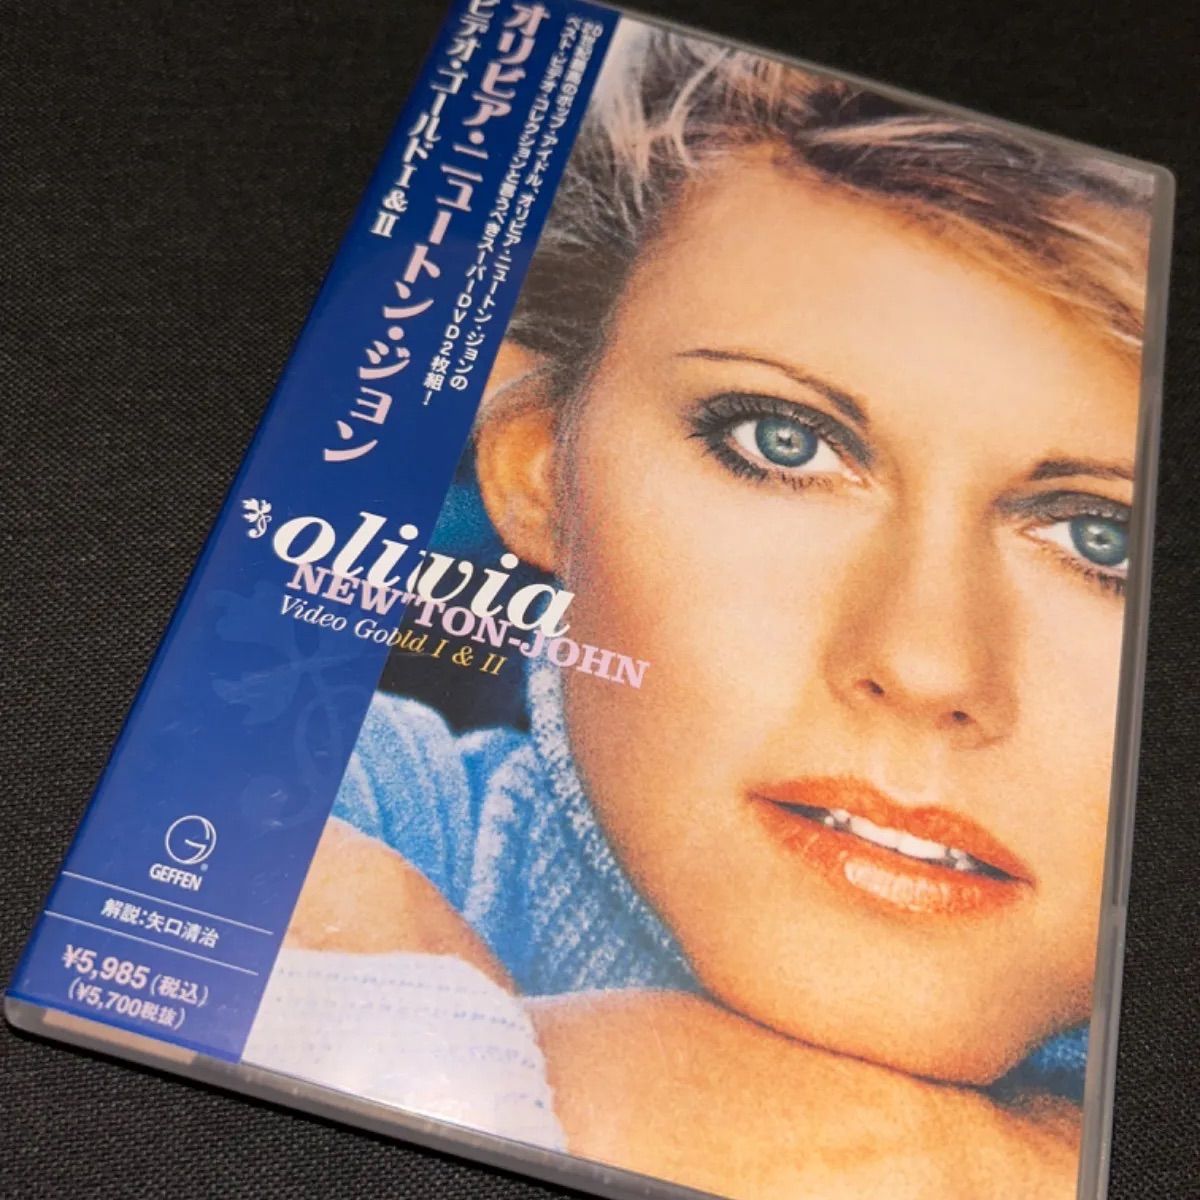 オリビア・ニュートン・ジョン
ビデオ・ゴールドI&II
20世紀最高のポップ・アイドル、オリビア・ニュートン・ジョンの
ベスト・ビデオ・コレクションと言うべきスーパーDVD2枚組!
olivia
NEWTON-JOHN
Video Gold I & II
GEFFEN
解説:矢口清治
¥5,985(税込)
(¥5,700税抜)